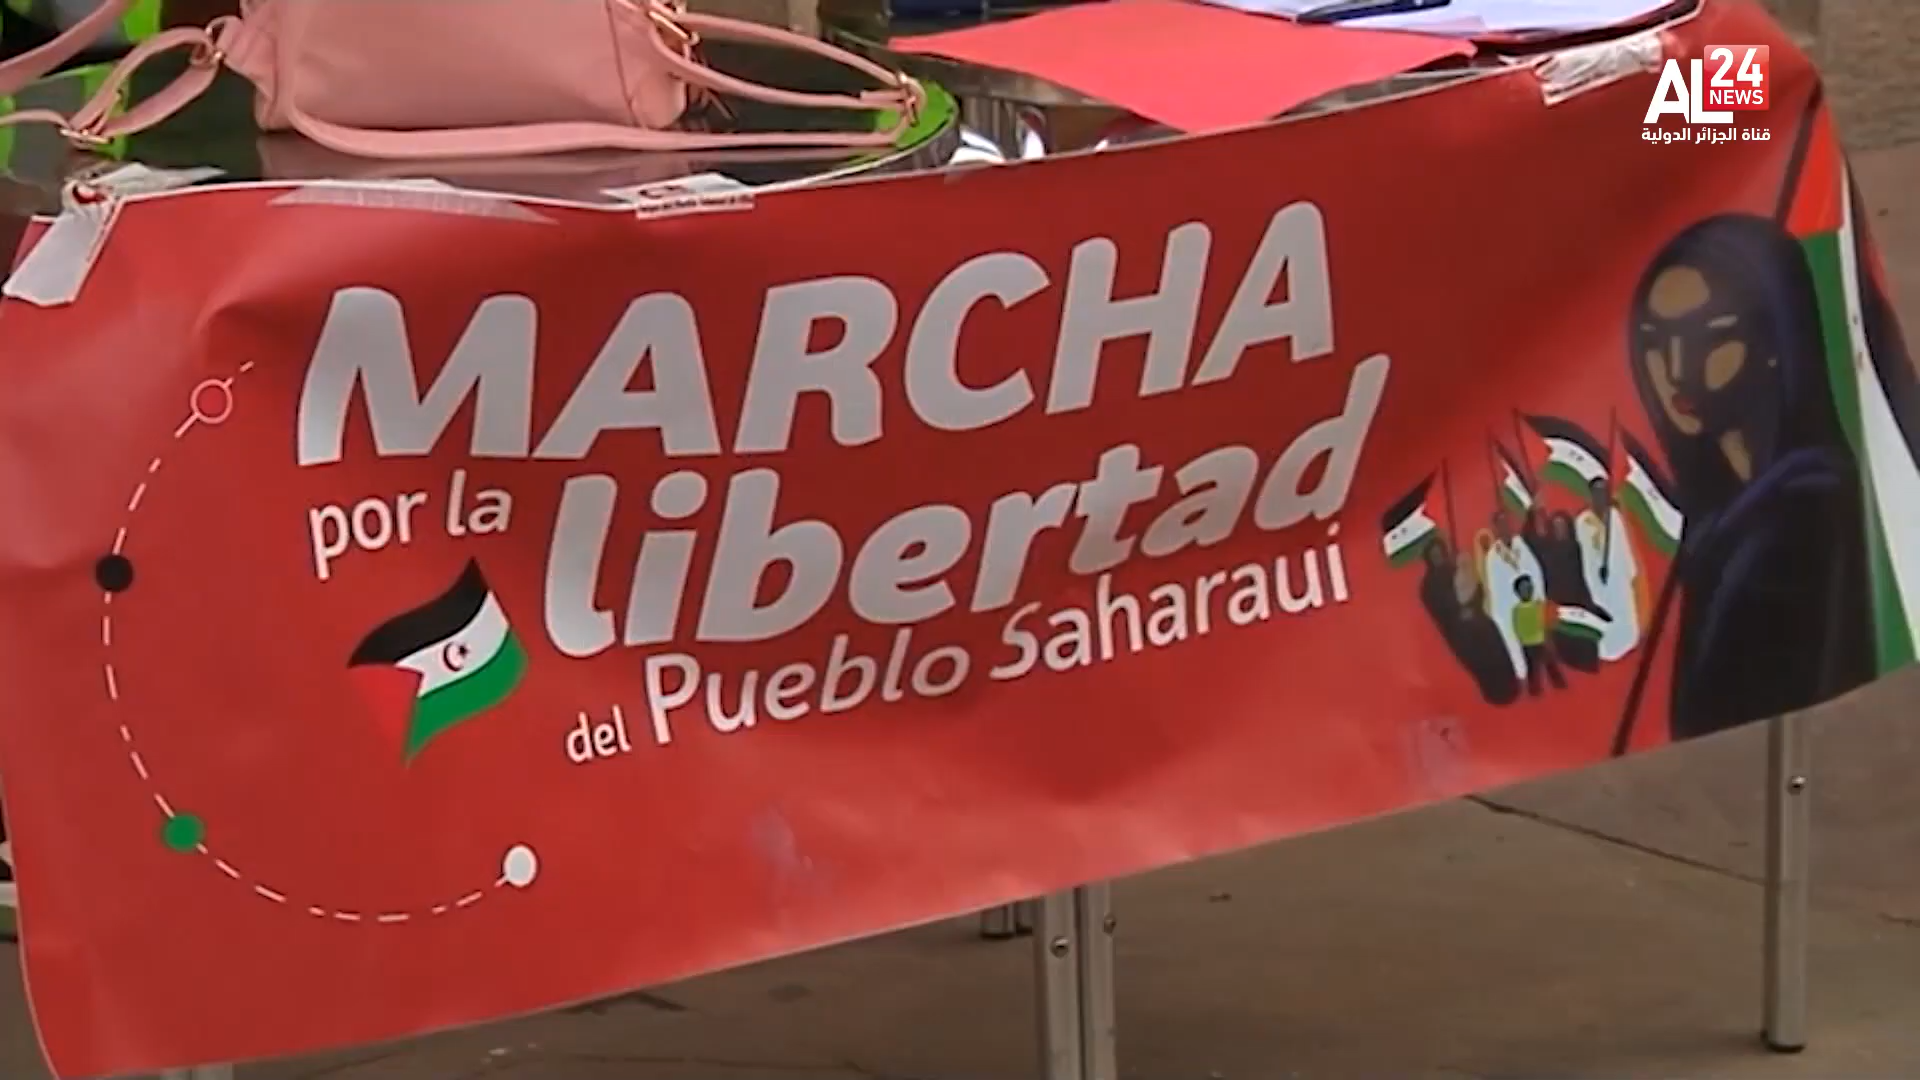 AL24
NEWS
قناة الجزائر الدولية
MARCHA
por la libertad
del Pueblo Saharaui